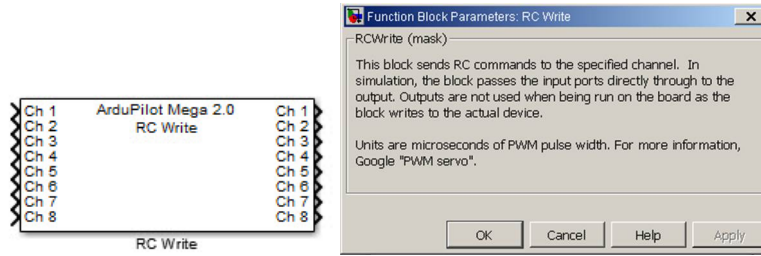 Ch 1 ArduPilot Mega 2.0 Ch 1
Ch 2 RC Write Ch 2
Ch 3 Ch 3
Ch 4 Ch 4
Ch 5 Ch 5
Ch 6 Ch 6
Ch 7 Ch 7
Ch 8 Ch 8
RC Write
Function Block Parameters: RC Write
RCWrite (mask)
This block sends RC commands to the specified channel. In
simulation, the block passes the input ports directly through to the
output. Outputs are not used when being run on the board as the
block writes to the actual device.
Units are microseconds of PWM pulse width. For more information,
Google "PWM servo".
OK Cancel Help Apply